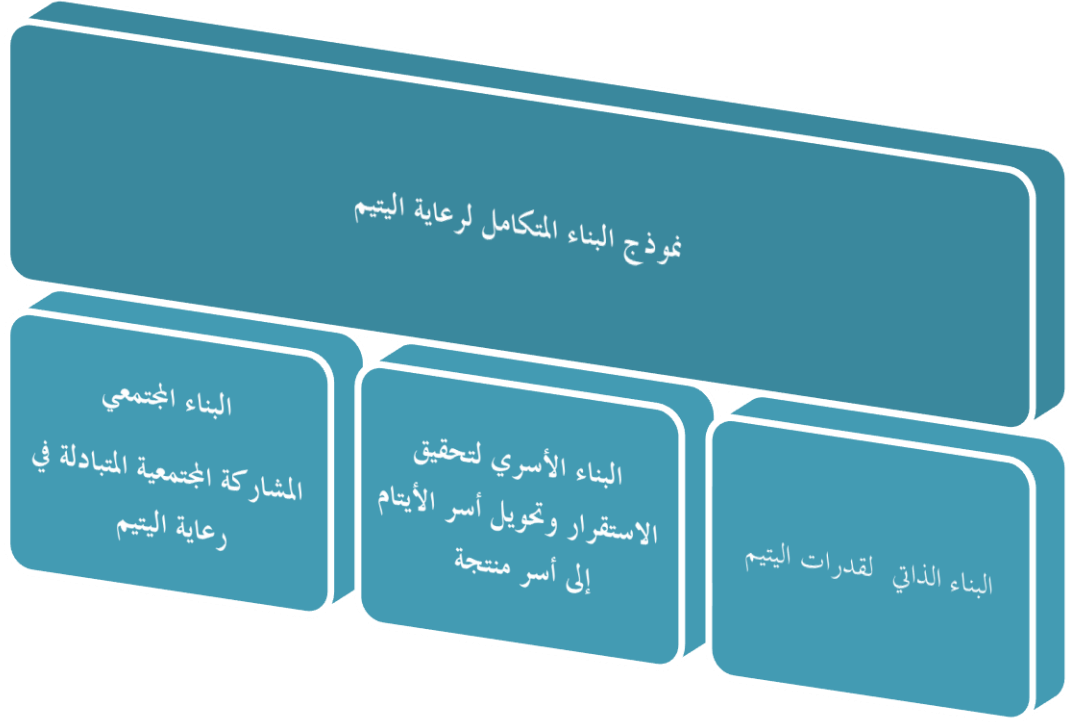 نموذج البناء المتكامل لرعاية اليتيم
البناء الذاتي لقدرات اليتيم
البناء الأسري لتحقيق
الاستقرار وتحويل أسر الأيتام
إلى أسر منتجة
البناء المجتمعي
المشاركة المجتمعية المتبادلة في
رعاية اليتيم